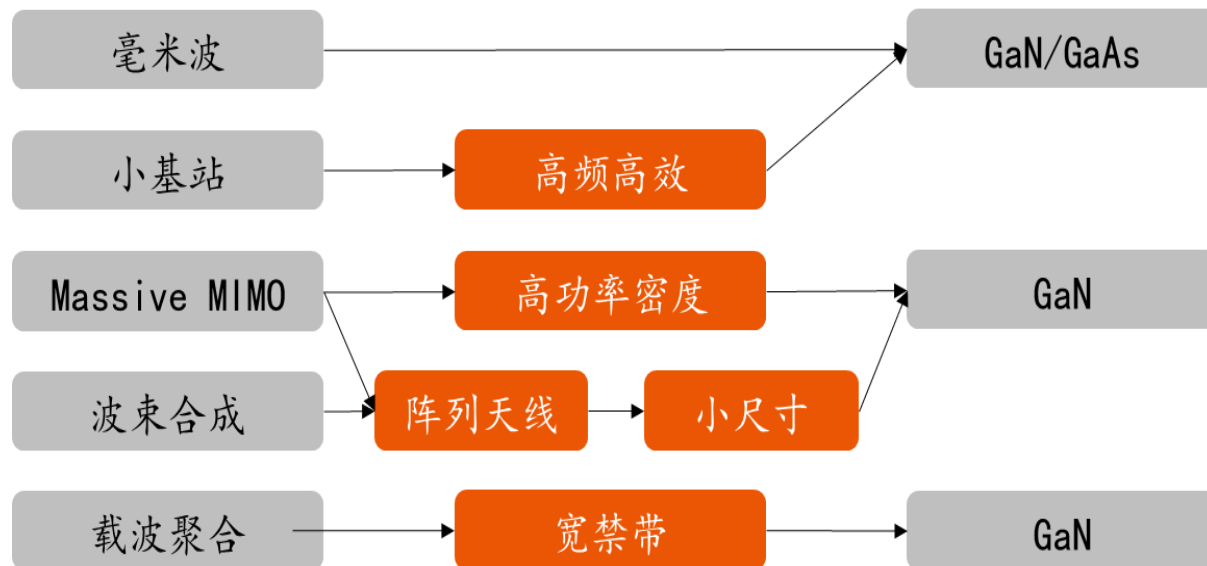 毫米波
GaN/GaAs
小基站
高频高效
Massive MIMO
高功率密度
GaN
波束合成
阵列天线
小尺寸
载波聚合
宽禁带
GaN